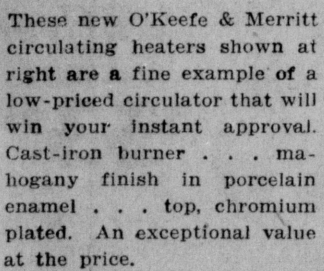 These new O'Keefe & Merritt
circulating heaters shown at
right are a fine example of a
low-priced circulator that will
win your instant approval.
Cast-iron burner . . . ma-
hogany finish in porcelain
enamel . . . top, chromium
plated. An exceptional value
at the price.